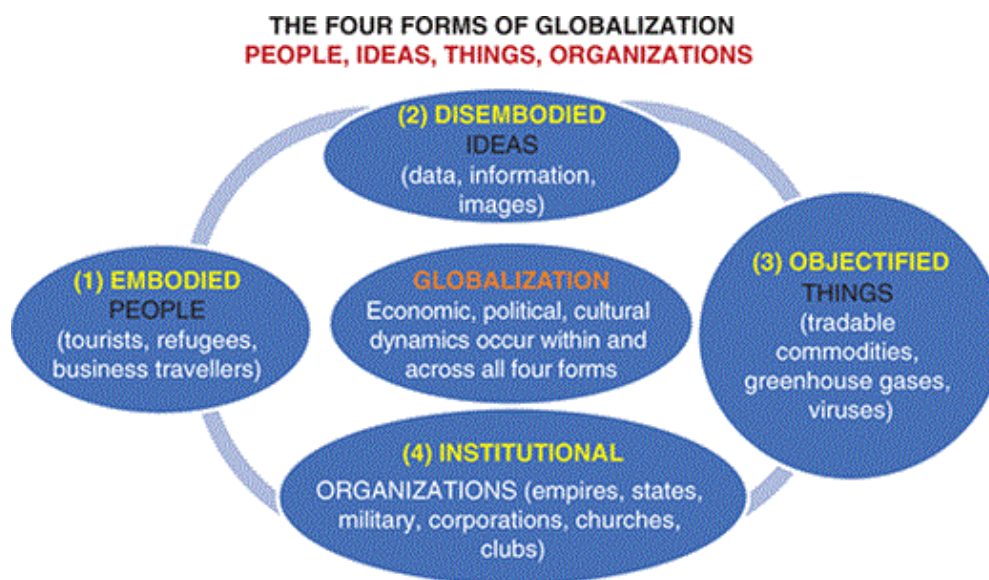 THE FOUR FORMS OF GLOBALIZATION
PEOPLE, IDEAS, THINGS, ORGANIZATIONS
(1) EMBODIED
PEOPLE
(tourists, refugees,
business travellers)
(2) DISEMBODIED
IDEAS
(data, information,
images)
GLOBALIZATION
Economic, political, cultural
dynamics occur within and
across all four forms
(3) OBJECTIFIED
THINGS
(tradable
commodities,
greenhouse gases,
viruses)
(4) INSTITUTIONAL
ORGANIZATIONS (empires, states,
military, corporations, churches,
clubs)